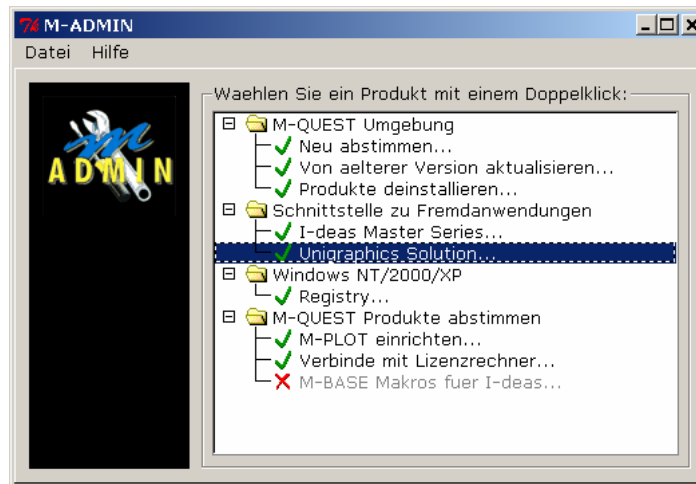 M-ADMIN
Datei Hilfe
m
ADMIN
Waehlen Sie ein Produkt mit einem Doppelklick:
M-QUEST Umgebung
Neu abstimmen...
Von aelterer Version aktualisieren...
Produkte deinstallieren...
Schnittstelle zu Fremdanwendungen
I-deas Master Series...
Unigraphics Solution...
Windows NT/2000/XP
Registry...
M-QUEST Produkte abstimmen
M-PLOT einrichten...
Verbinde mit Lizenzrechner...
M-BASE Makros fuer I-deas...